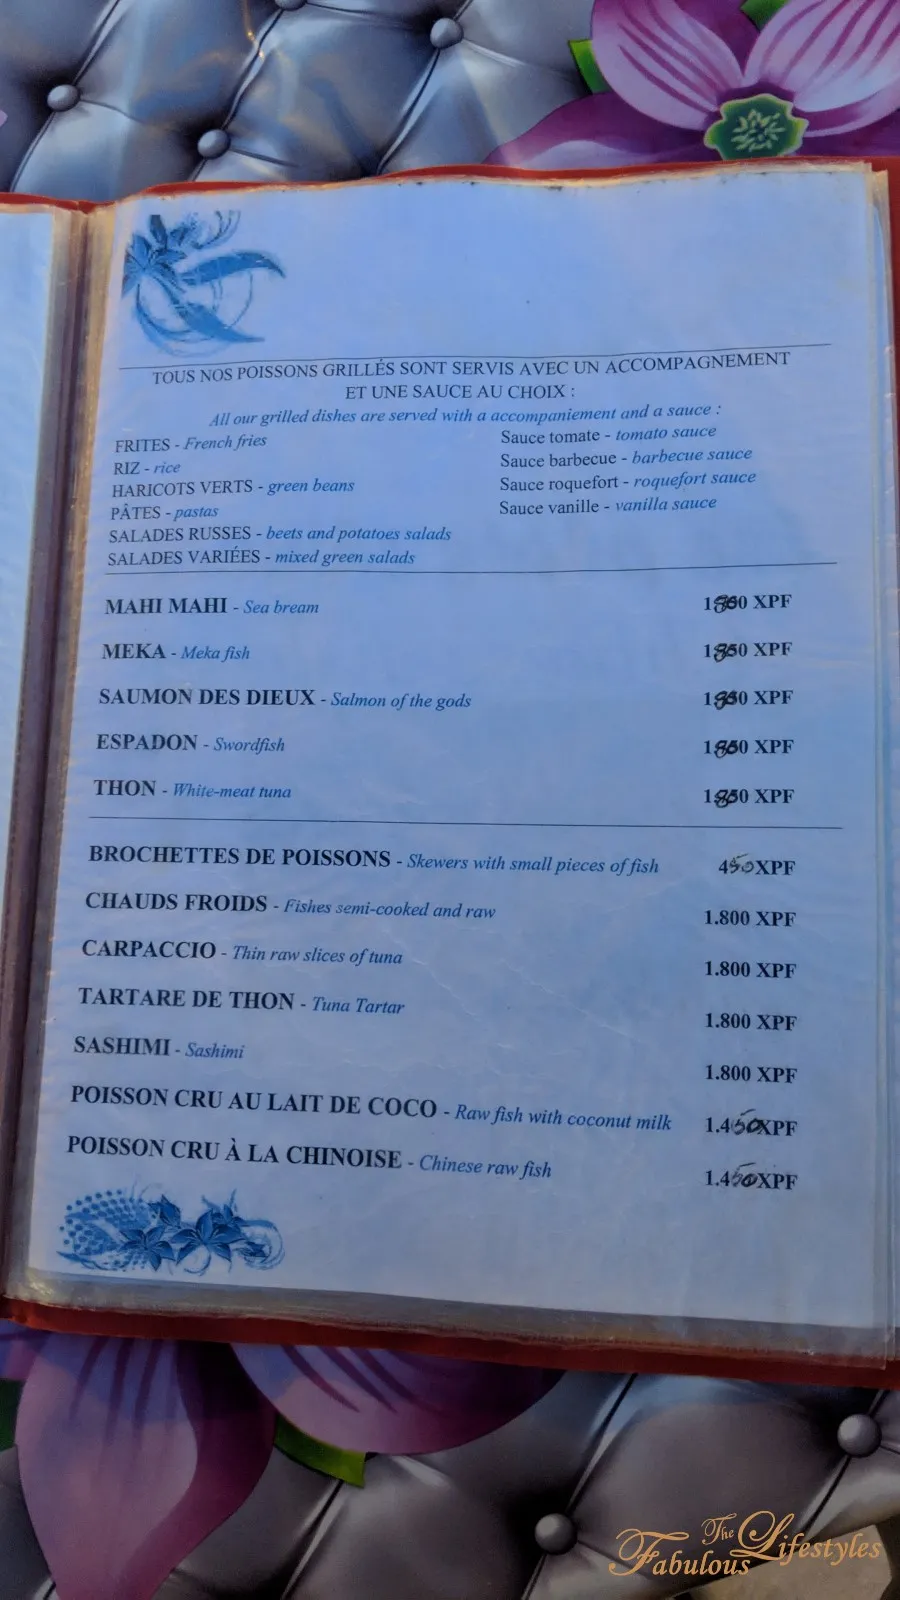 TOUS NOS POISSONS GRILLÉS SONT SERVIS AVEC UN ACCOMPAGNEMENT
ET UNE SAUCE AU CHOIX :
All our grilled dishes are served with a accompaniement and a sauce :
FRITES - French fries
RIZ - rice
HARICOTS VERTS - green beans
PÂTES - pastas
SALADES RUSSES - beets and potatoes salads
SALADES VARIÉES - mixed green salads
Sauce tomate - tomato sauce
Sauce barbecue - barbecue sauce
Sauce roquefort - roquefort sauce
Sauce vanille - vanilla sauce
MAHI MAHI - Sea bream XPF
MEKA - Meka fish XPF
SAUMON DES DIEUX - Salmon of the gods XPF
ESPADON - Swordfish XPF
THON - White-meat tuna XPF
BROCHETTES DE POISSONS - Skewers with small pieces of fish 450 XPF
CHAUDS FROIDS - Fishes semi-cooked and raw 1.800 XPF
CARPACCIO - Thin raw slices of tuna 1.800 XPF
TARTARE DE THON - Tuna Tartar 1.800 XPF
SASHIMI - Sashimi 1.800 XPF
POISSON CRU AU LAIT DE COCO - Raw fish with coconut milk 1.450 XPF
POISSON CRU À LA CHINOISE - Chinese raw fish 1.450 XPF
The Fabulous Lifestyles